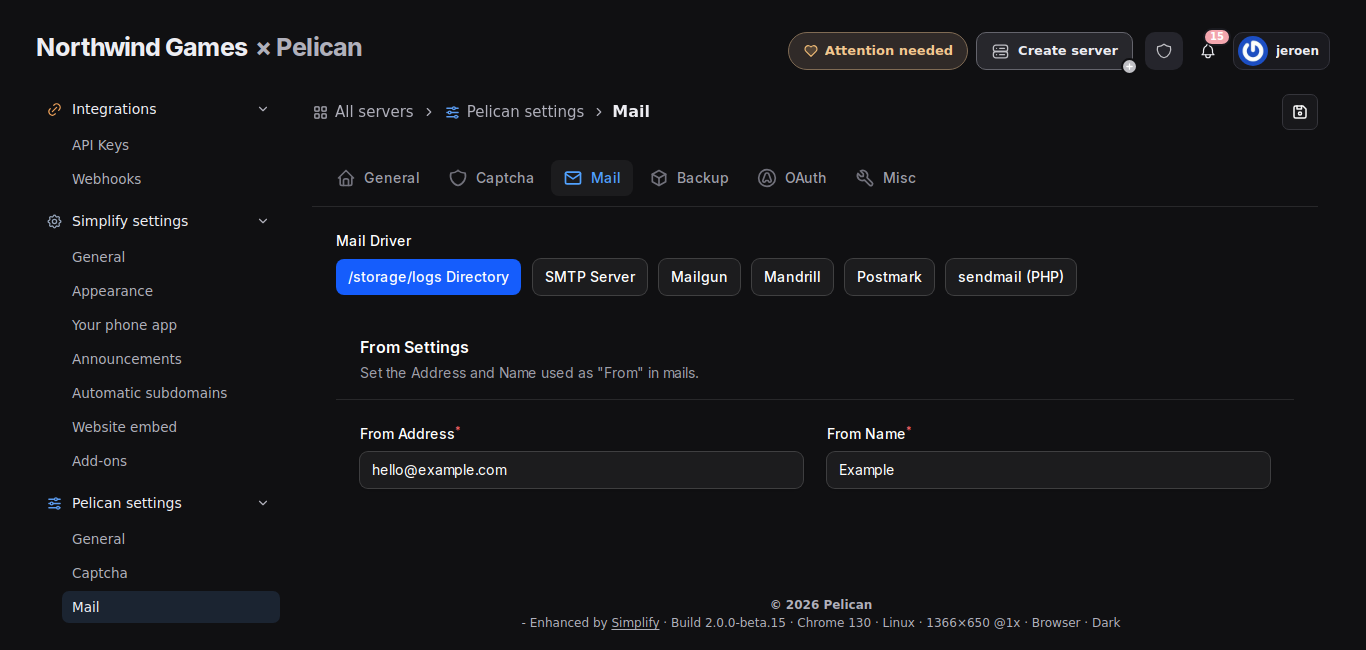 Northwind Games × Pelican
Attention needed
Create server
15
jeroen
Integrations
API Keys
Webhooks
Simplify settings
General
Appearance
Your phone app
Announcements
Automatic subdomains
Website embed
Add-ons
Pelican settings
General
Captcha
Mail
All servers
Pelican settings
Mail
General
Captcha
Mail
Backup
OAuth
Misc
Mail Driver
/storage/logs Directory
SMTP Server
Mailgun
Mandrill
Postmark
sendmail (PHP)
From Settings
Set the Address and Name used as "From" in mails.
From Address*
hello@example.com
From Name*
Example
© 2026 Pelican
- Enhanced by Simplify · Build 2.0.0-beta.15 · Chrome 130 · Linux · 1366×650 @1x · Browser · Dark